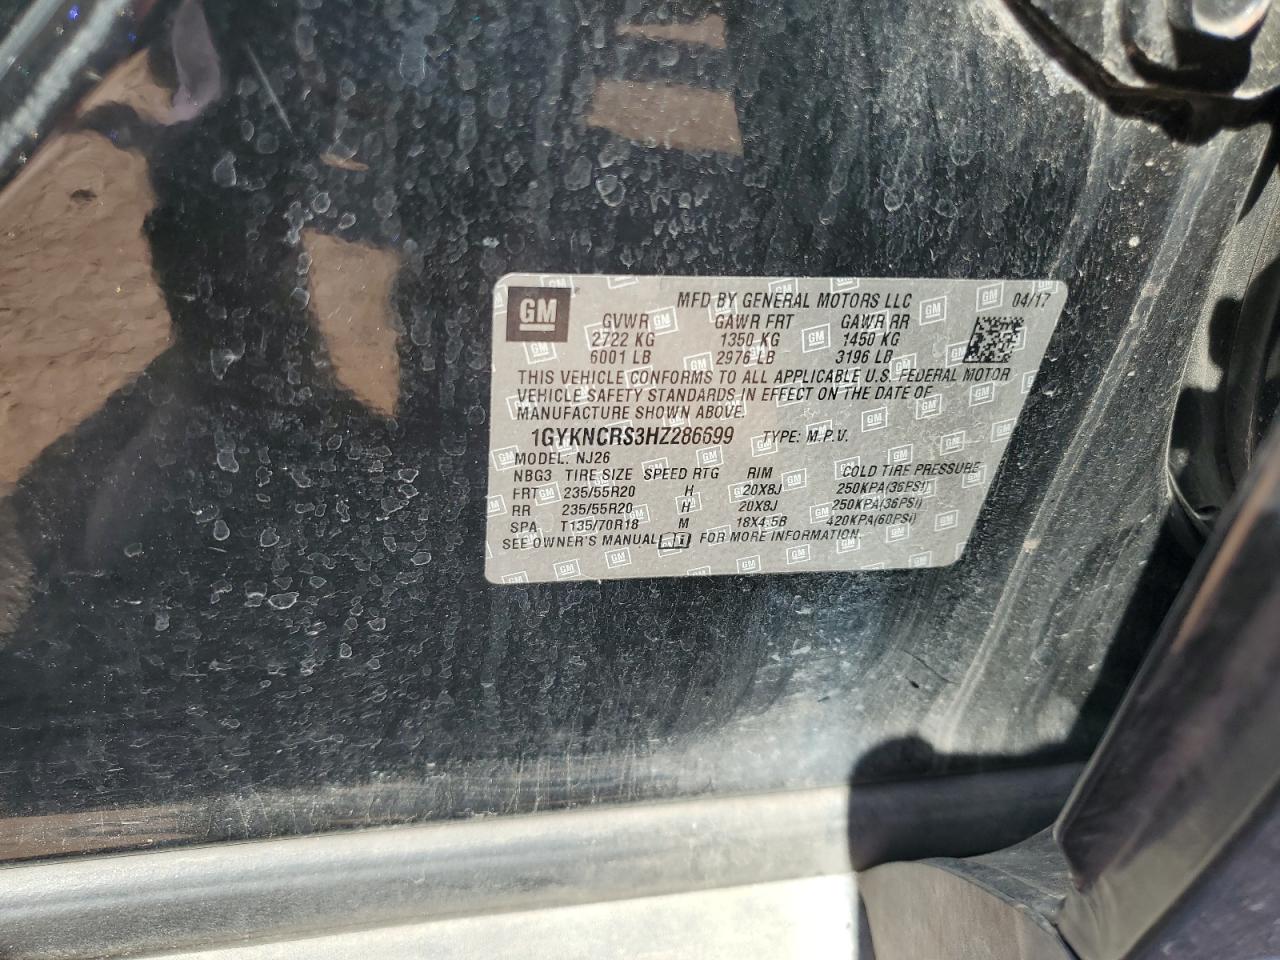 GM MFD BY GENERAL MOTORS LLC 04/17
GVWR GAWR FRT GAWR RR
2722 KG 1350 KG 1450 KG
6001 LB 2976 LB 3196 LB
THIS VEHICLE CONFORMS TO ALL APPLICABLE U.S. FEDERAL MOTOR
VEHICLE SAFETY STANDARDS IN EFFECT ON THE DATE OF
MANUFACTURE SHOWN ABOVE
1GYKNCRS3HZ286699 TYPE: M.P.V.
MODEL: NJ26
NBG3 TIRE SIZE SPEED RTG RIM COLD TIRE PRESSURE
FRT 235/55R20 H 20X8J 250KPA(36PSI)
RR 235/55R20 H 20X8J 250KPA(36PSI)
SPA T135/70R18 M 18X4.5B 420KPA(60PSI)
SEE OWNER'S MANUAL i FOR MORE INFORMATION